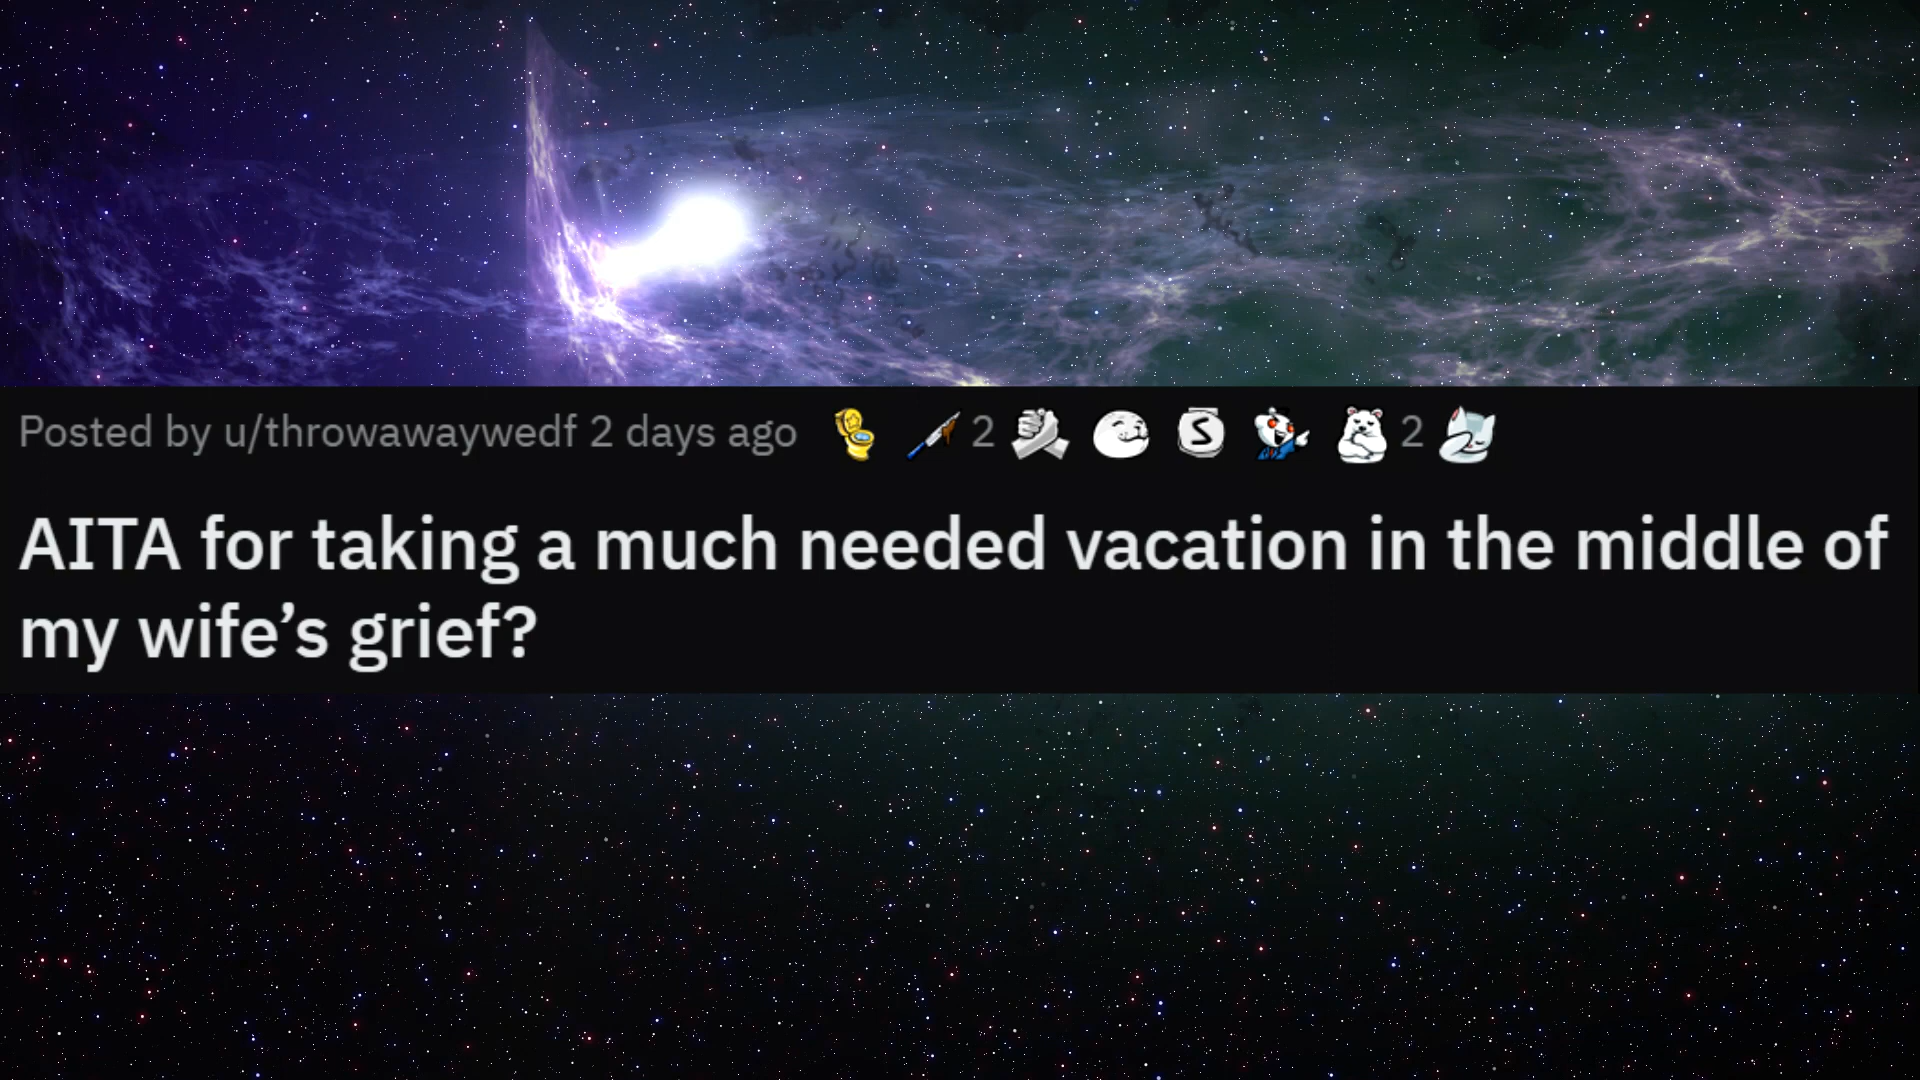 Posted by u/throwawaywedf 2 days ago 2 S 2
AITA for taking a much needed vacation in the middle of
my wife’s grief?